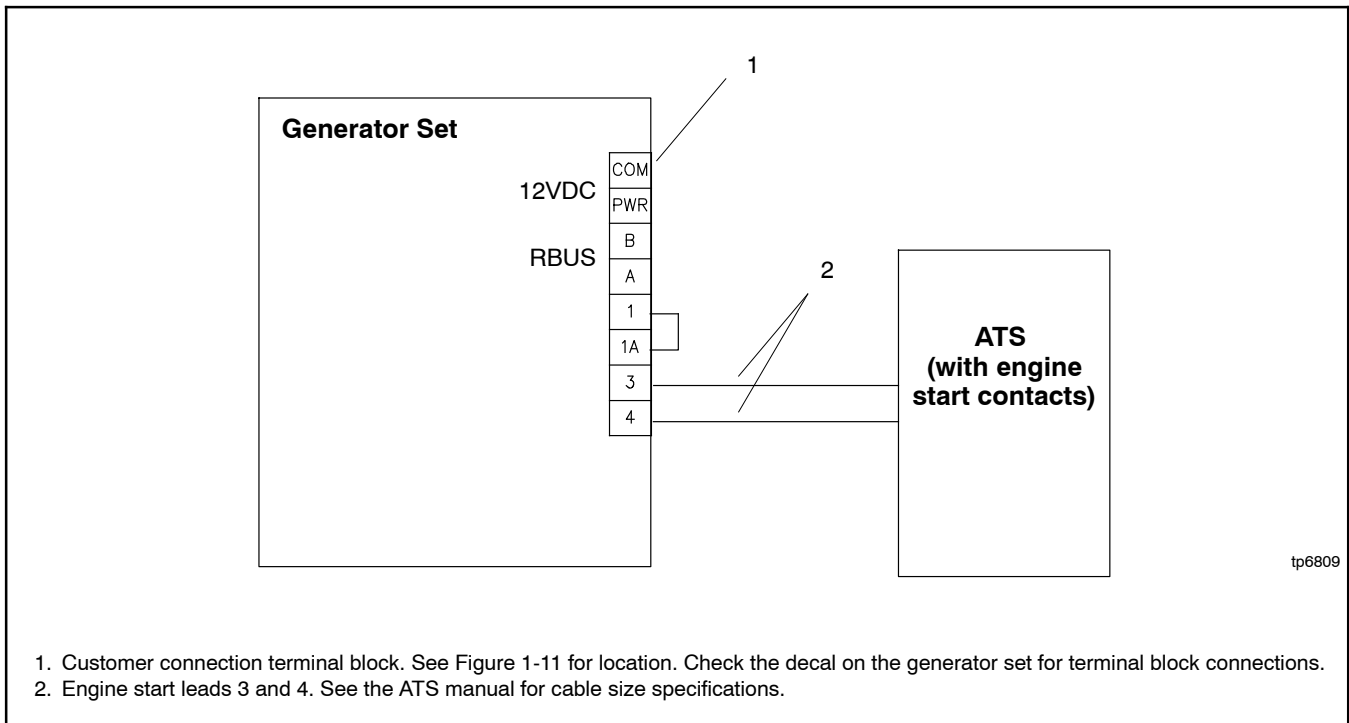 1
Generator Set
COM
12VDC
PWR
B
RBUS
A
2
1
1A
ATS
(with engine
start contacts)
3
4
tp6809
1. Customer connection terminal block. See Figure 1-11 for location. Check the decal on the generator set for terminal block connections.
2. Engine start leads 3 and 4. See the ATS manual for cable size specifications.